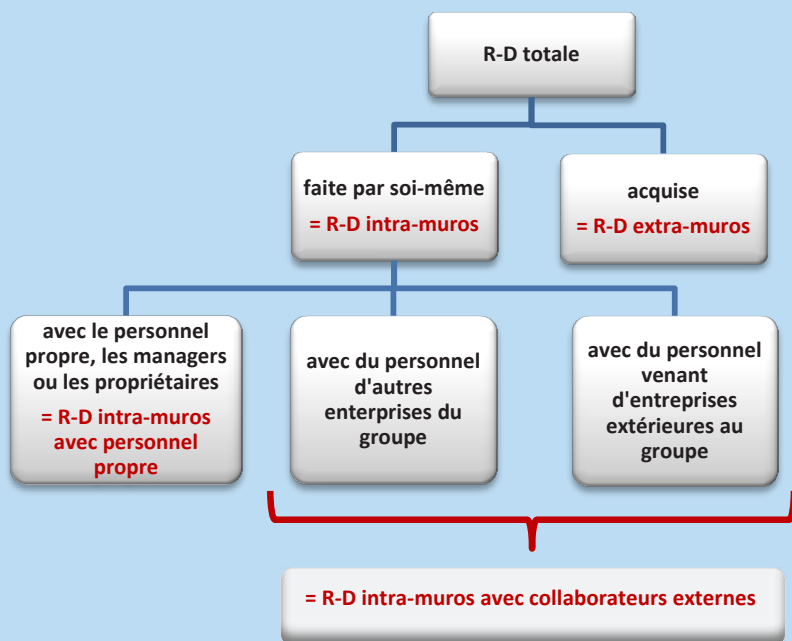 R-D totale
faite par soi-même
= R-D intra-muros
acquise
= R-D extra-muros
avec le personnel
propre, les managers
ou les propriétaires
= R-D intra-muros
avec personnel
propre
avec du personnel
d'autres
enterprises du
groupe
avec du personnel
venant
d'entreprises
extérieures au
groupe
= R-D intra-muros avec collaborateurs externes